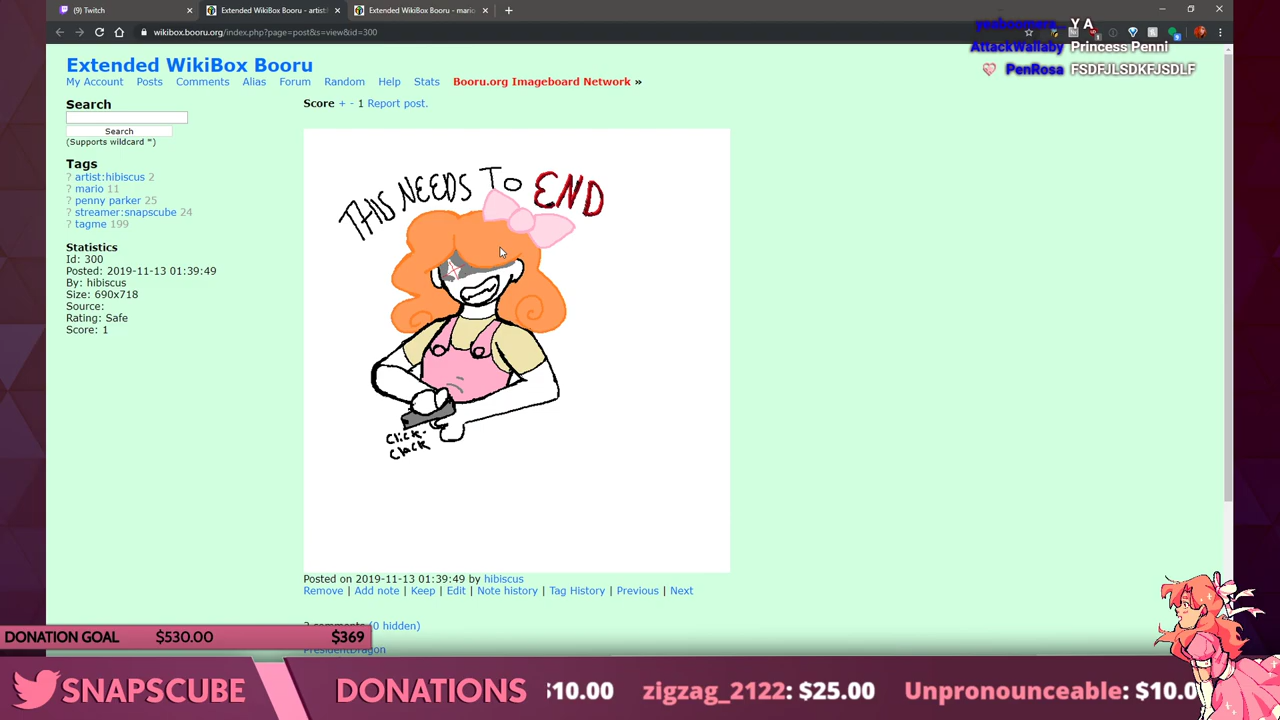 Twitch
Extended WikiBox Booru - artist
Extended WikiBox Booru - mario
wikibox.booru.org/index.php?page=post&s=view&id=300
Y A
AttackWallaby Princess Penni
PenRosa FSDFJLSDKFJSDLF
Extended WikiBox Booru
My Account Posts Comments Alias Forum Random Help Stats Booru.org Imageboard Network »
Search
Search
(Supports wildcard *)
Tags
? artist:hibiscus 2
? mario 11
? penny parker 25
? streamer:snapscube 24
? tagme 199
Statistics
Id: 300
Posted: 2019-11-13 01:39:49
By: hibiscus
Size: 690x718
Source:
Rating: Safe
Score: 1
Score + - 1 Report post.
THIS NEEDS TO END
CLICK-
CLACK
Posted on 2019-11-13 01:39:49 by hibiscus
Remove | Add note | Keep | Edit | Note history | Tag History | Previous | Next
comments (0 hidden)
PresidentDragon
DONATION GOAL $530.00 $369
SNAPSCUBE DONATIONS $10.00 zigzag_2122: $25.00 Unpronounceable: $10.0